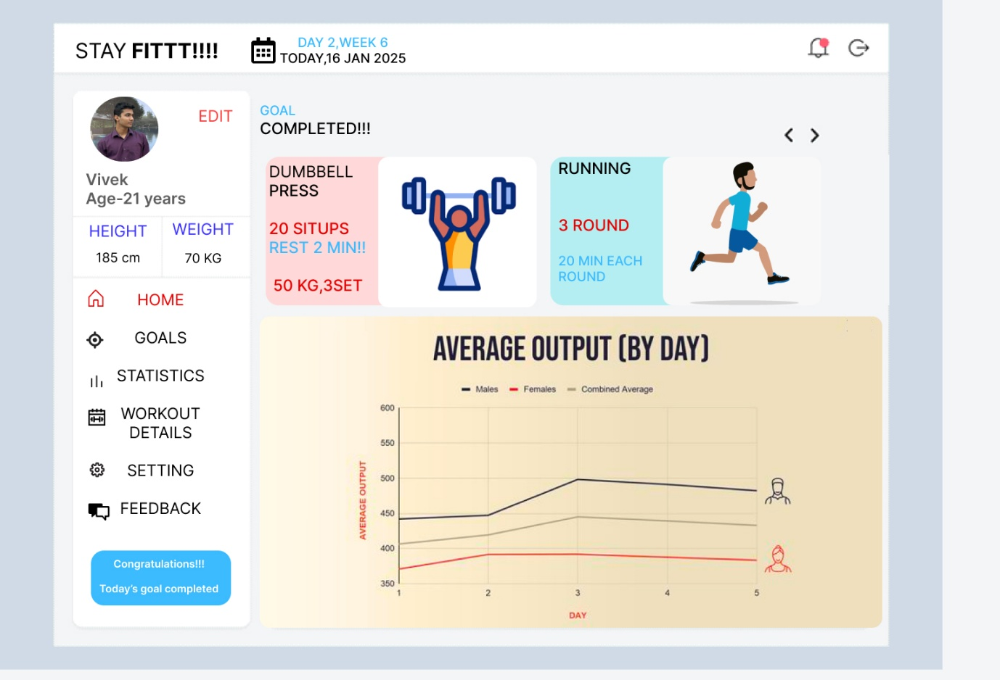 STAY FITTT!!!!
DAY 2,WEEK 6
TODAY,16 JAN 2025
EDIT
Vivek
Age-21 years
HEIGHT
185 cm
WEIGHT
70 KG
HOME
GOALS
STATISTICS
WORKOUT
DETAILS
SETTING
FEEDBACK
Congratulations!!!
Today's goal completed
GOAL
COMPLETED!!!
DUMBBELL
PRESS
20 SITUPS
REST 2 MIN!!
50 KG,3SET
RUNNING
3 ROUND
20 MIN EACH
ROUND
AVERAGE OUTPUT (BY DAY)
Males Females Combined Average
AVERAGE OUTPUT
600
550
500
450
400
350
1 2 3 4 5
DAY